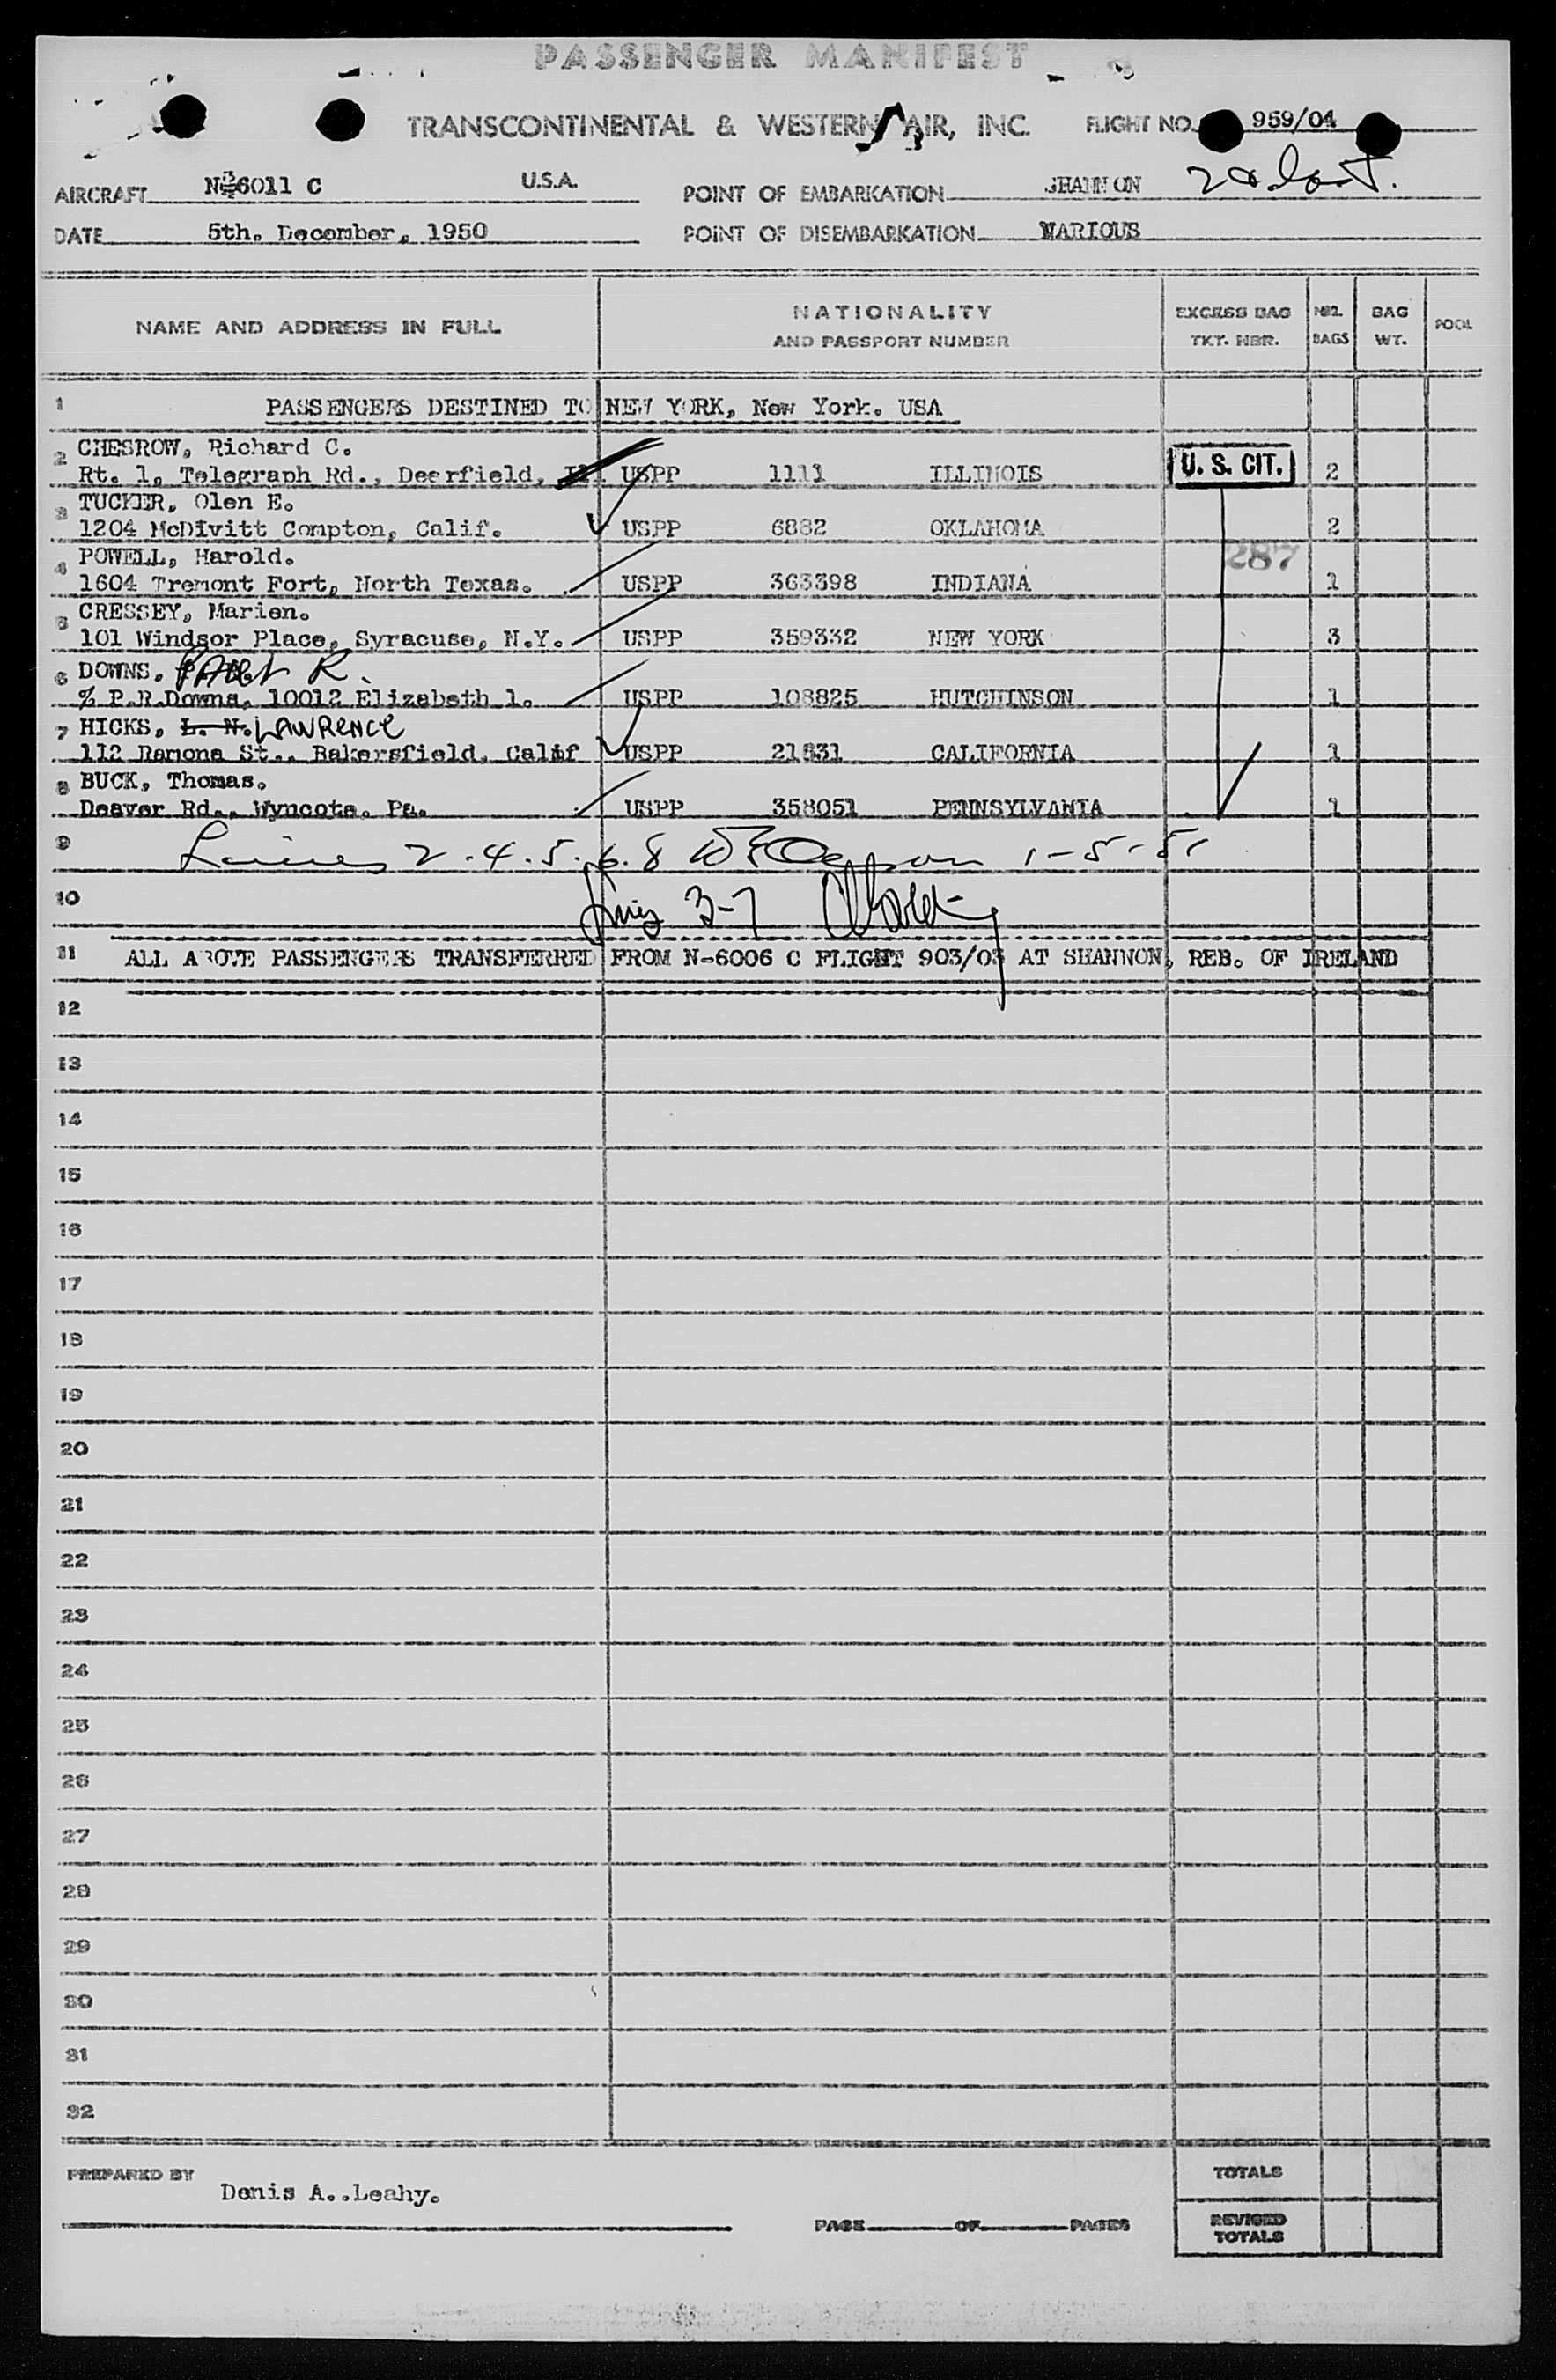 PASSENGER MANIFEST
TRANSCONTINENTAL & WESTERN AIR, INC. FLIGHT NO. 959/04
AIRCRAFT N-6011 C U.S.A. POINT OF EMBARKATION SHANNON
DATE 5th. December, 1950 POINT OF DISEMBARKATION VARIOUS
NAME AND ADDRESS IN FULL NATIONALITY AND PASSPORT NUMBER EXCESS BAG TKT. NBR. NBR. BAGS BAG WT. POOL
1 PASSENGERS DESTINED TO NEW YORK, New York. USA
2 CHESROW, Richard C.
Rt. 1, Telegraph Rd., Deerfield, Ill USPP 1111 ILLINOIS U. S. CIT. 2
3 TUCKER, Olen E.
1204 McDivitt Compton, Calif. USPP 6882 OKLAHOMA 2
287
4 POWELL, Harold.
1604 Tremont Fort, North Texas. USPP 363398 INDIANA 1
5 CRESSEY, Marien.
101 Windsor Place, Syracuse, N.Y. USPP 359332 NEW YORK 3
6 DOWNS. R.
% P.R.Downs, 10012 Elizabeth l. USPP 108825 HUTCHINSON 1
7 HICKS, L. N. LAWRENCE
112 Ramona St., Bakersfield, Calif USPP 21831 CALIFORNIA 1
8 BUCK, Thomas.
Deaver Rd., Wyncote. Pa. USPP 358051 PENNSYLVANIA 1
9 Lines 2.4.5.6.8 1-5-51
10 Lines 3-7
11 ALL ABOVE PASSENGERS TRANSFERRED FROM N-6006 C FLIGHT 903/03 AT SHANNON, REB. OF IRELAND
12
13
14
15
16
17
18
19
20
21
22
23
24
25
26
27
28
29
30
31
32
PREPARED BY Denis A..Leahy.
TOTALS
PAGE OF PAGES
REVISED TOTALS